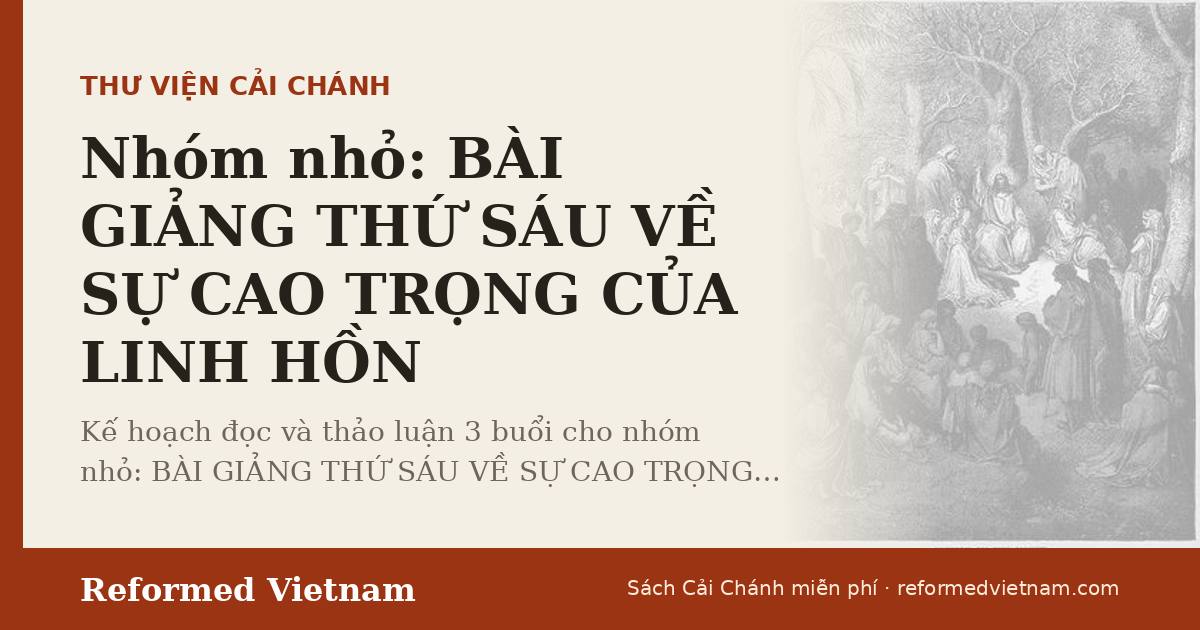 THƯ VIỆN CẢI CHÁNH
Nhóm nhỏ: BÀI
GIẢNG THỨ SÁU VỀ
SỰ CAO TRỌNG CỦA
LINH HỒN
Kế hoạch đọc và thảo luận 3 buổi cho nhóm
nhỏ: BÀI GIẢNG THỨ SÁU VỀ SỰ CAO TRỌNG…
Reformed Vietnam
Sách Cải Chánh miễn phí · reformedvietnam.com